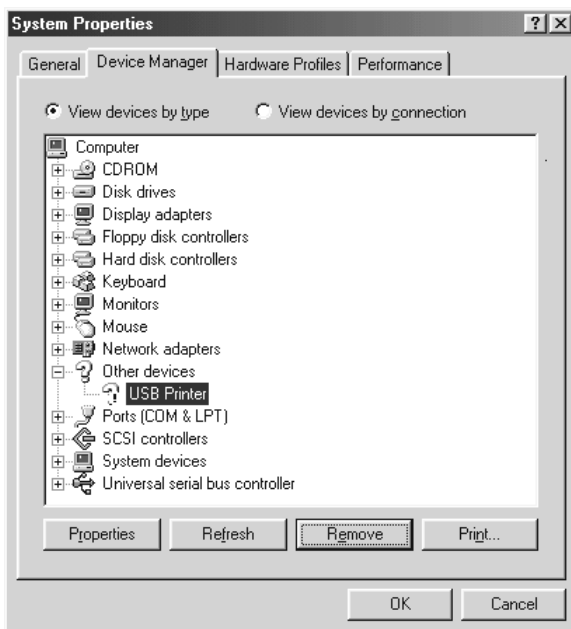 System Properties
General Device Manager Hardware Profiles Performance
View devices by type View devices by connection
Computer
CDROM
Disk drives
Display adapters
Floppy disk controllers
Hard disk controllers
Keyboard
Monitors
Mouse
Network adapters
Other devices
USB Printer
Ports (COM & LPT)
SCSI controllers
System devices
Universal serial bus controller
Properties Refresh Remove Print...
OK Cancel